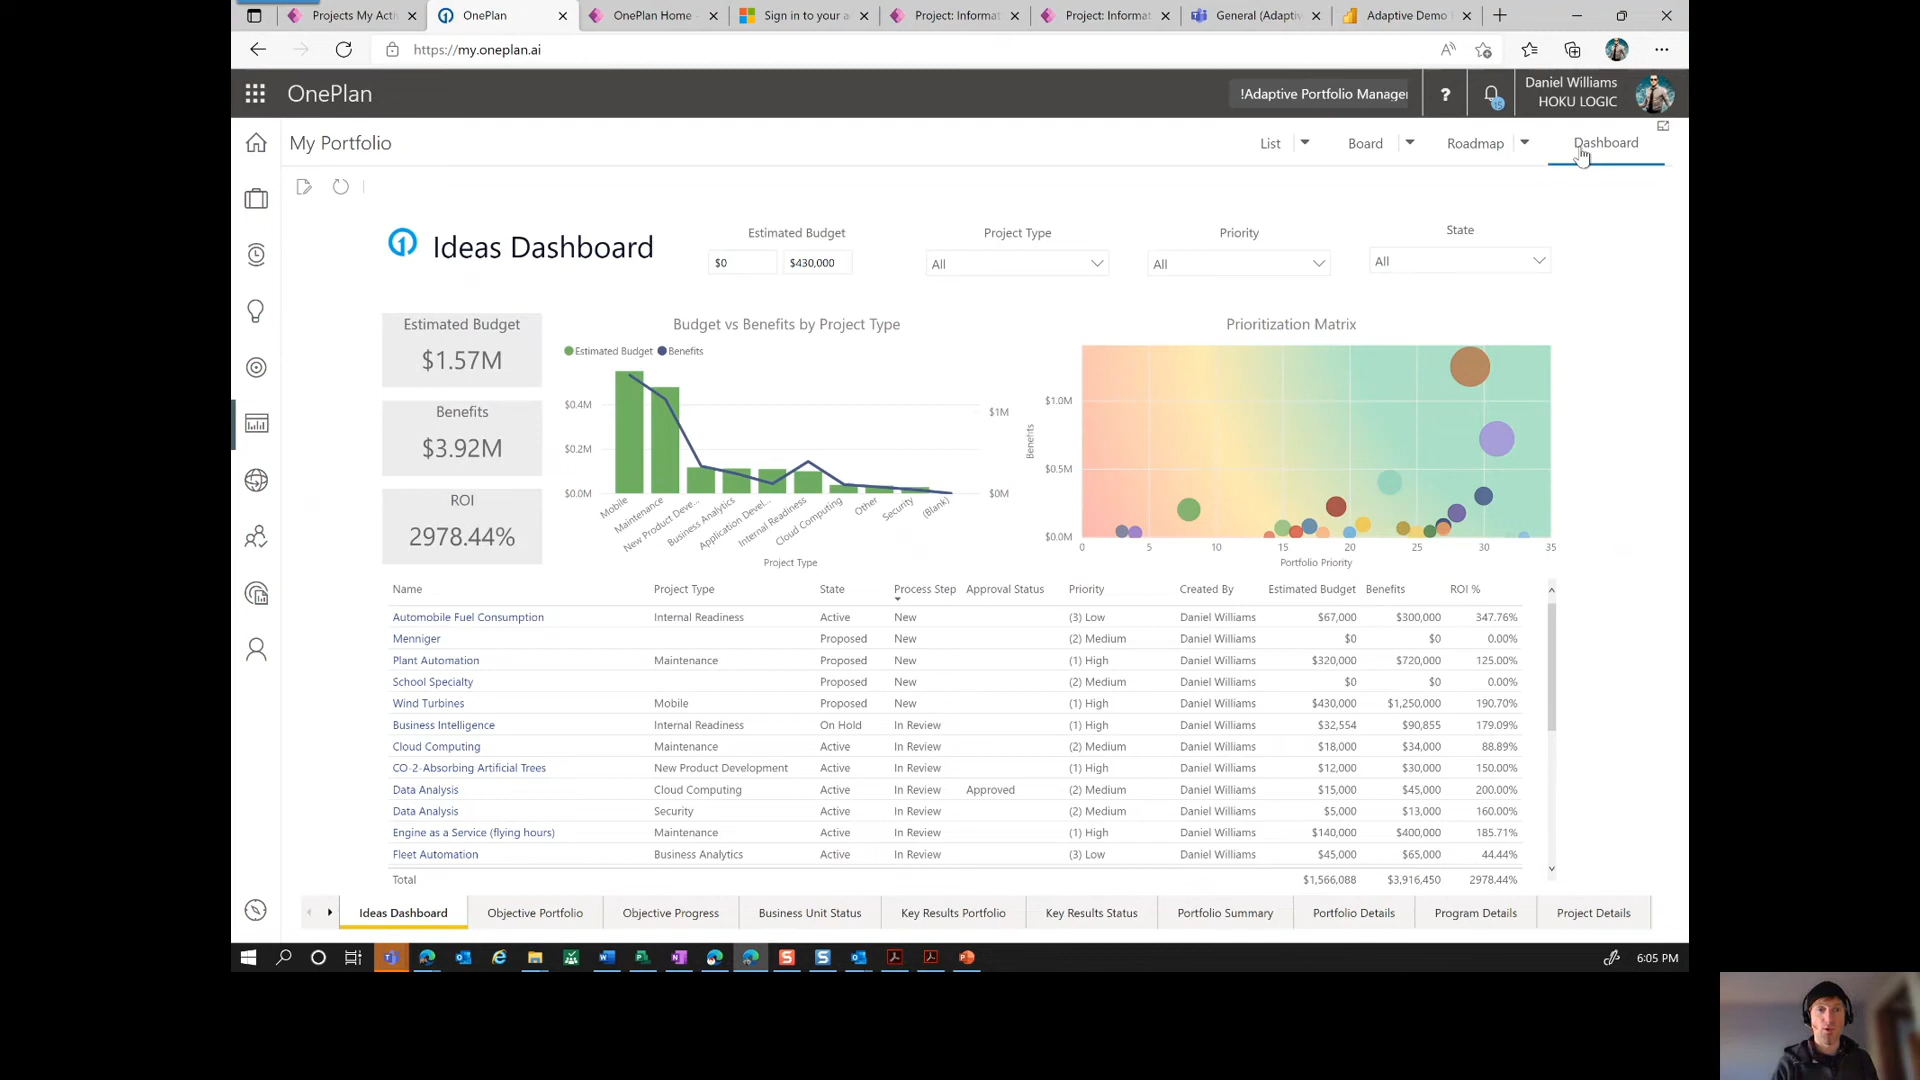 Projects My Acti
OnePlan
OnePlan Home -
Sign in to your a
Project: Informat
Project: Informat
General (Adaptiv
Adaptive Demo
https://my.oneplan.ai
OnePlan
!Adaptive Portfolio Manager
?
Daniel Williams
HOKU LOGIC
My Portfolio
List
Board
Roadmap
Dashboard
Ideas Dashboard
Estimated Budget
$0
$430,000
Project Type
All
Priority
All
State
All
Estimated Budget
$1.57M
Benefits
$3.92M
ROI
2978.44%
Budget vs Benefits by Project Type
Estimated Budget Benefits
$0.4M
$0.2M
$0.0M
$1M
$0M
Mobile
Maintenance
New Product Deve...
Business Analytics
Application Devel...
Internal Readiness
Cloud Computing
Other
Security
(Blank)
Project Type
Prioritization Matrix
Benefits
$1.0M
$0.5M
$0.0M
0 5 10 15 20 25 30 35
Portfolio Priority
Name Project Type State Process Step Approval Status Priority Created By Estimated Budget Benefits ROI %
Automobile Fuel Consumption Internal Readiness Active New (3) Low Daniel Williams $67,000 $300,000 347.76%
Menniger Proposed New (2) Medium Daniel Williams $0 $0 0.00%
Plant Automation Maintenance Proposed New (1) High Daniel Williams $320,000 $720,000 125.00%
School Specialty Proposed New (2) Medium Daniel Williams $0 $0 0.00%
Wind Turbines Mobile Proposed New (1) High Daniel Williams $430,000 $1,250,000 190.70%
Business Intelligence Internal Readiness On Hold In Review (1) High Daniel Williams $32,554 $90,855 179.09%
Cloud Computing Maintenance Active In Review (2) Medium Daniel Williams $18,000 $34,000 88.89%
CO-2-Absorbing Artificial Trees New Product Development Active In Review (1) High Daniel Williams $12,000 $30,000 150.00%
Data Analysis Cloud Computing Active In Review Approved (2) Medium Daniel Williams $15,000 $45,000 200.00%
Data Analysis Security Active In Review (2) Medium Daniel Williams $5,000 $13,000 160.00%
Engine as a Service (flying hours) Maintenance Active In Review (1) High Daniel Williams $140,000 $400,000 185.71%
Fleet Automation Business Analytics Active In Review (3) Low Daniel Williams $45,000 $65,000 44.44%
Total $1,566,088 $3,916,450 2978.44%
Ideas Dashboard Objective Portfolio Objective Progress Business Unit Status Key Results Portfolio Key Results Status Portfolio Summary Portfolio Details Program Details Project Details
6:05 PM